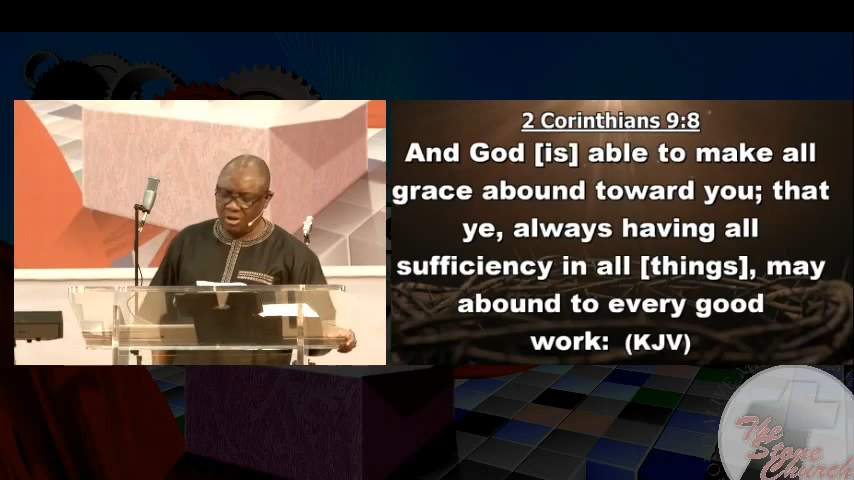 2 Corinthians 9:8
And God [is] able to make all
grace abound toward you; that
ye, always having all
sufficiency in all [things], may
abound to every good
work: (KJV)
The
Stone
Church